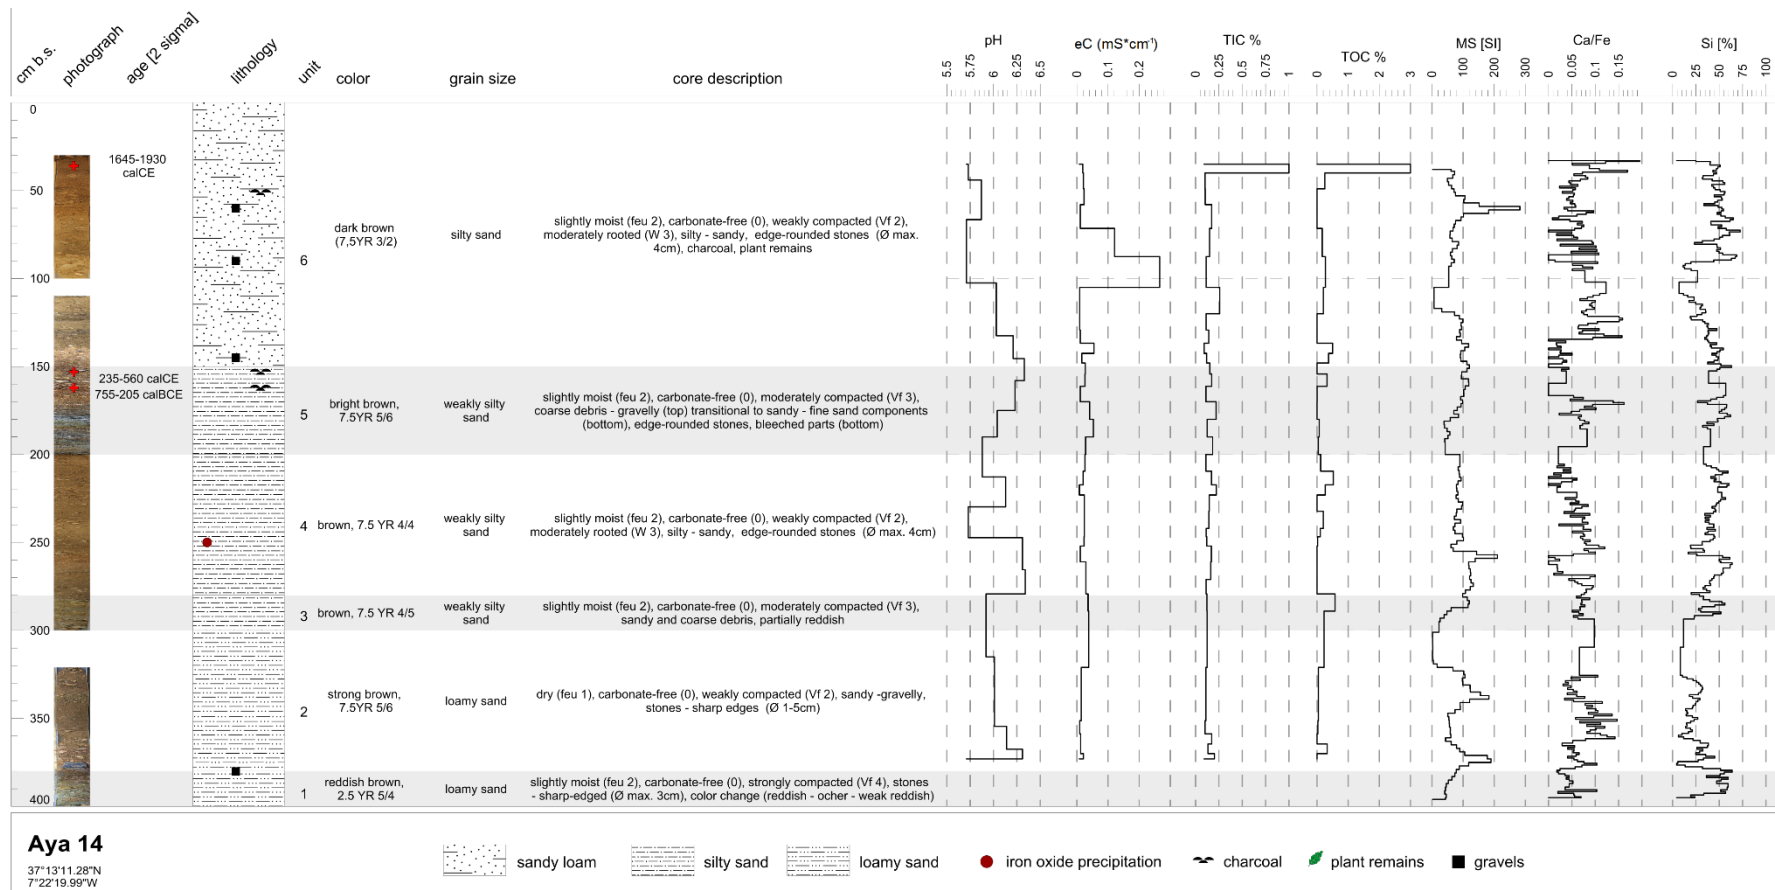 cm b.s.
photograph
age [2 sigma]
lithology
unit
color
grain size
core description
pH
eC (mS*cm-1)
TIC %
TOC %
MS [SI]
Ca/Fe
Si [%]
5.5 5.75 6 6.25 6.5
0 0.1 0.2
0 0.25 0.5 0.75 1
0 1 2 3
0 100 200 300
0 0.05 0.1 0.15
0 25 50 75 100
0
50
100
150
200
250
300
350
400
1645-1930
calCE
235-560 calCE
755-205 calBCE
6
dark brown
(7,5YR 3/2)
silty sand
slightly moist (feu 2), carbonate-free (0), weakly compacted (Vf 2),
moderately rooted (W 3), silty - sandy, edge-rounded stones (Ø max.
4cm), charcoal, plant remains
5
bright brown,
7.5YR 5/6
weakly silty
sand
slightly moist (feu 2), carbonate-free (0), moderately compacted (Vf 3),
coarse debris - gravelly (top) transitional to sandy - fine sand components
(bottom), edge-rounded stones, bleeched parts (bottom)
4
brown, 7.5 YR 4/4
weakly silty
sand
slightly moist (feu 2), carbonate-free (0), weakly compacted (Vf 2),
moderately rooted (W 3), silty - sandy, edge-rounded stones (Ø max. 4cm)
3
brown, 7.5 YR 4/5
weakly silty
sand
slightly moist (feu 2), carbonate-free (0), moderately compacted (Vf 3),
sandy and coarse debris, partially reddish
2
strong brown,
7.5YR 5/6
loamy sand
dry (feu 1), carbonate-free (0), weakly compacted (Vf 2), sandy -gravelly,
stones - sharp edges (Ø 1-5cm)
1
reddish brown,
2.5 YR 5/4
loamy sand
slightly moist (feu 2), carbonate-free (0), strongly compacted (Vf 4), stones
- sharp-edged (Ø max. 3cm), color change (reddish - ocher - weak reddish)
Aya 14
37°13'11.28"N
7°22'19.99"W
sandy loam
silty sand
loamy sand
iron oxide precipitation
charcoal
plant remains
gravels